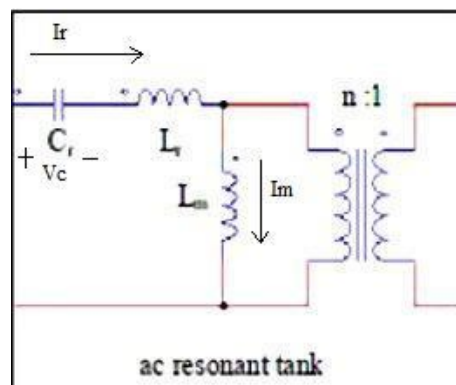 Ir
n :1
+ Vc −
Cr
Lr
Lm
Im
ac resonant tank